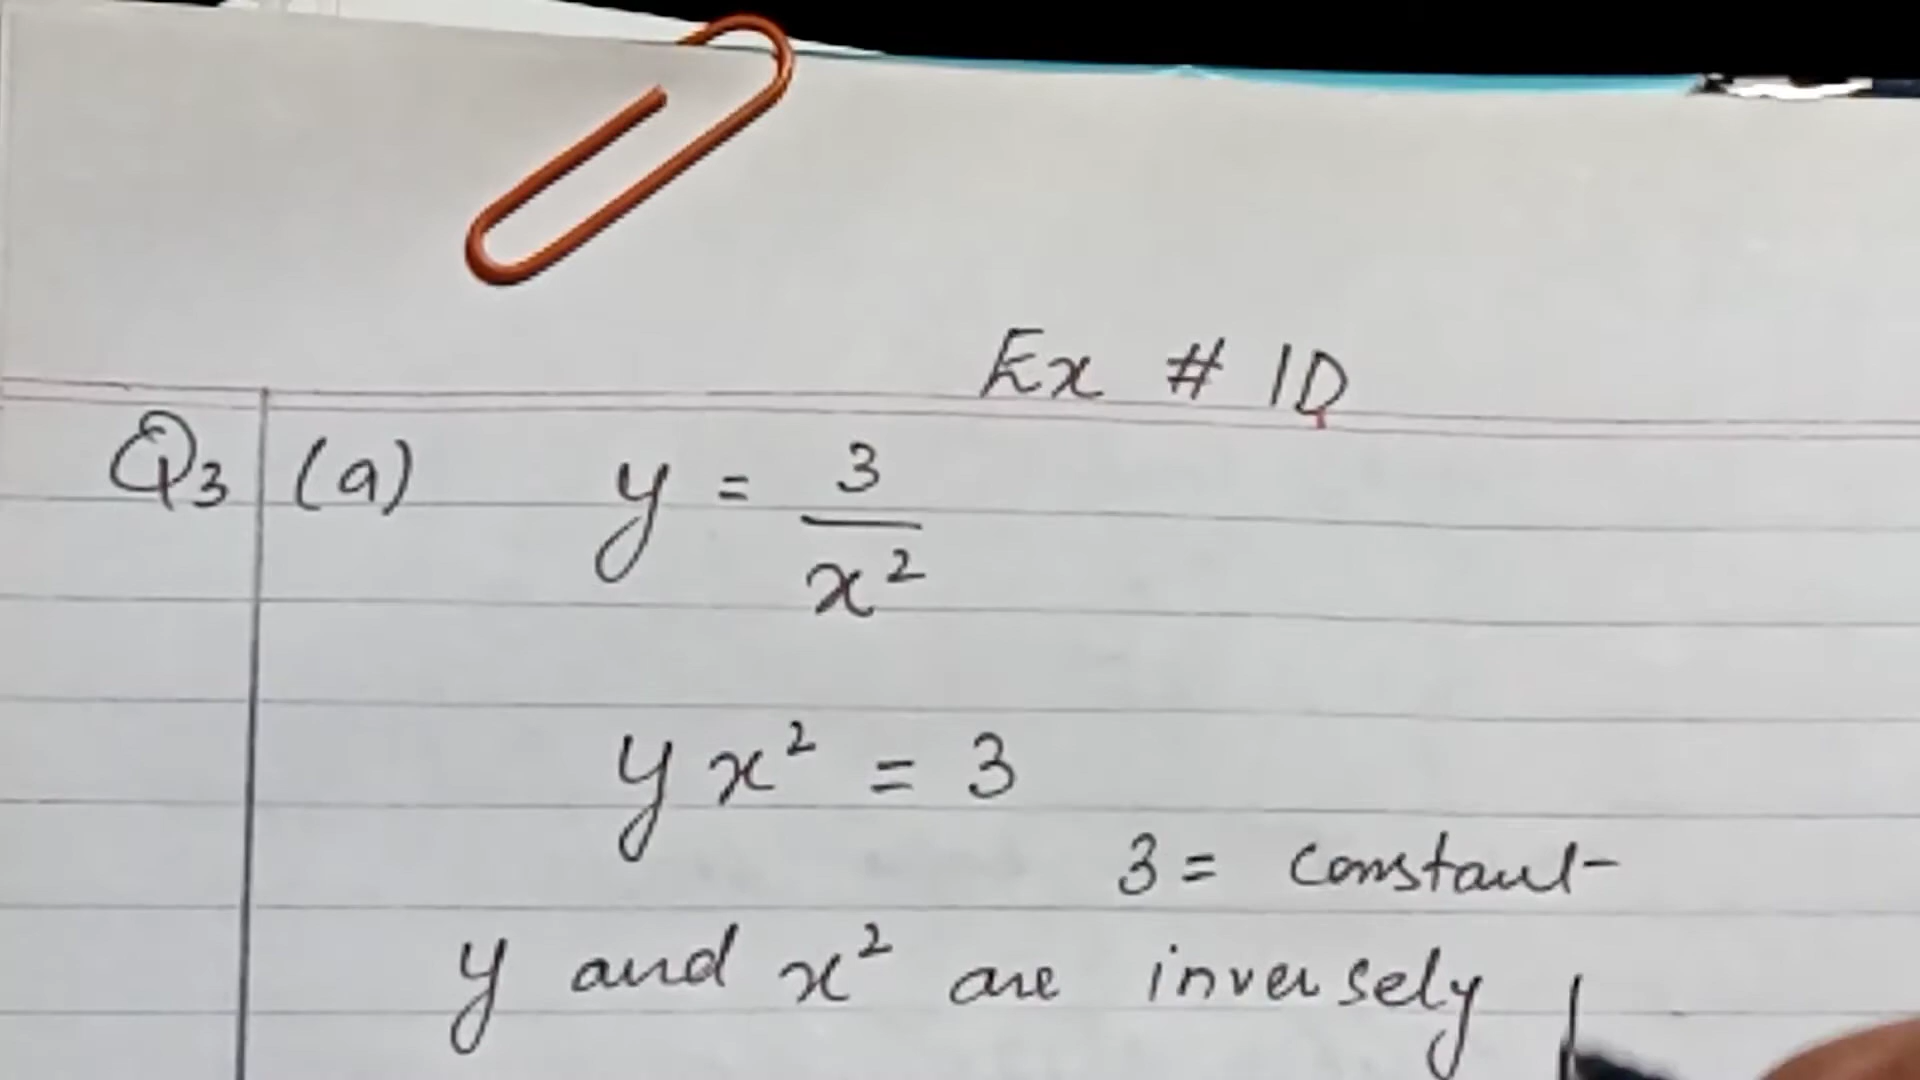 Ex # 1D
Q3 (a) y = 3/x²
yx² = 3
3 = constant
y and x² are inversely